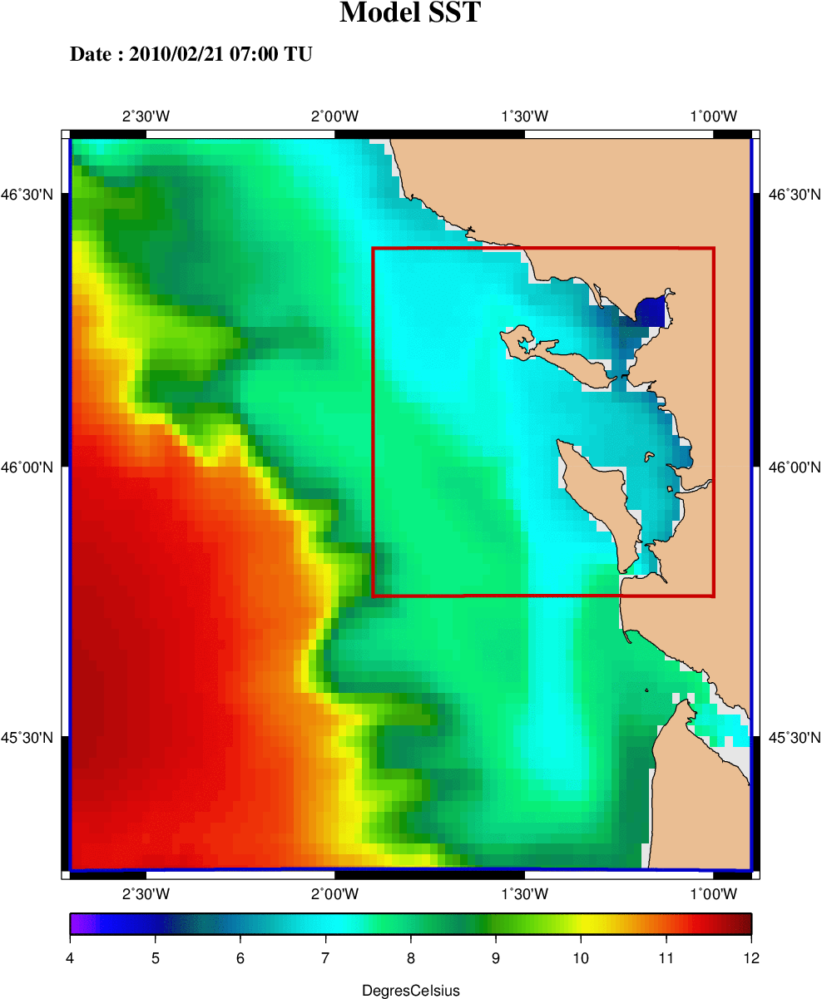 Model SST
Date : 2010/02/21 07:00 TU
2˚30'W 2˚00'W 1˚30'W 1˚00'W
46˚30'N 46˚30'N
46˚00'N 46˚00'N
45˚30'N 45˚30'N
2˚30'W 2˚00'W 1˚30'W 1˚00'W
4 5 6 7 8 9 10 11 12
DegresCelsius